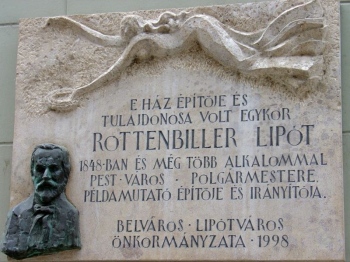 E HÁZ ÉPÍTŐJE ÉS
TULAJDONOSA VOLT EGYKOR
ROTTENBILLER LIPÓT
1848-BAN ÉS MÉG TÖBB ALKALOMMAL
PEST-VÁROS POLGÁRMESTERE,
PÉLDAMUTATÓ ÉPÍTŐJE ÉS IRÁNYÍTÓJA.
BELVÁROS-LIPÓTVÁROS
ÖNKORMÁNYZATA-1998